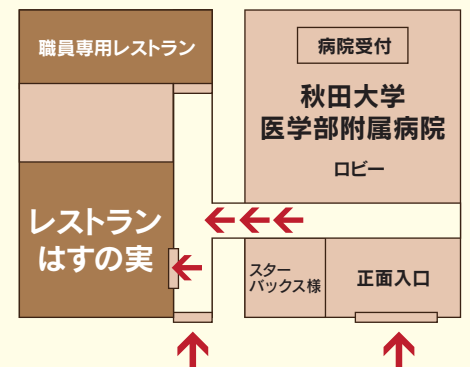 職員専用レストラン
病院受付
秋田大学
医学部附属病院
ロビー
レストラン
はすの実
スター
バックス様
正面入口